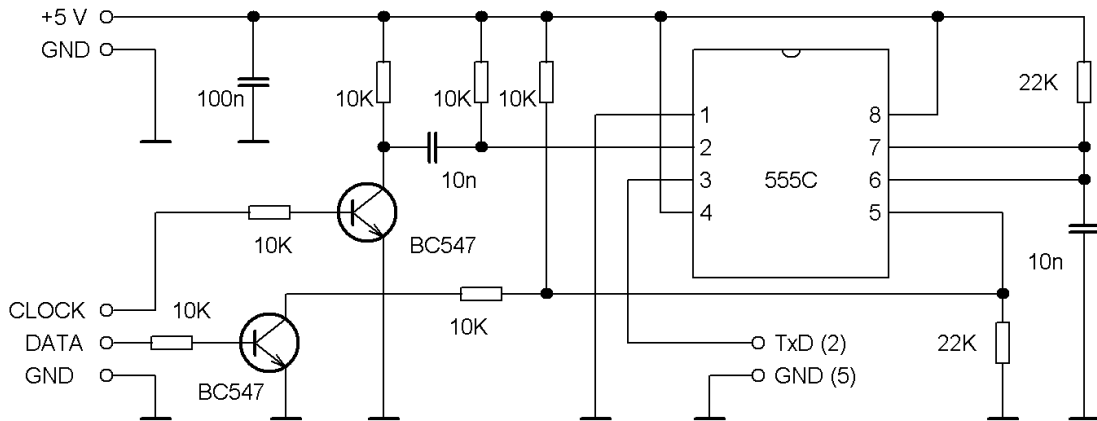 +5 V
GND
100n
10K
10K
10K
22K
1
8
2
7
10n
3
555C
6
4
5
10K
BC547
10n
CLOCK
10K
10K
DATA
TxD (2)
22K
GND
BC547
GND (5)